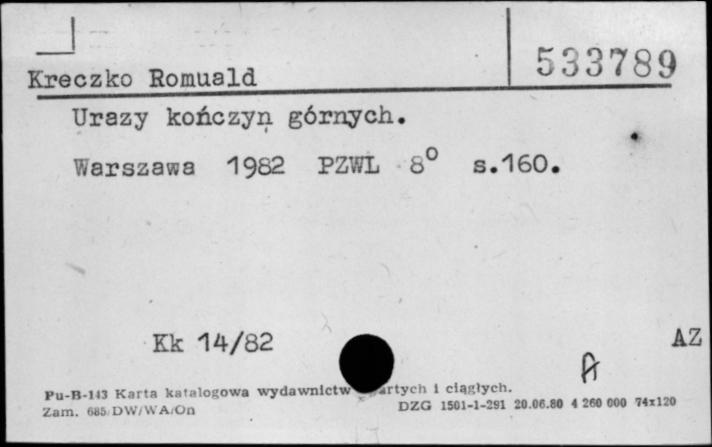 533789
Kreczko Romuald
Urazy kończyn górnych.
Warszawa 1982 PZWL 8° s.160.
Kk 14/82
AZ
A
Pu-B-143 Karta katalogowa wydawnictw i ciągłych.
Zam. 685/DW/WA/On DZG 1501-1-291 20.06.80 4 260 000 74x120